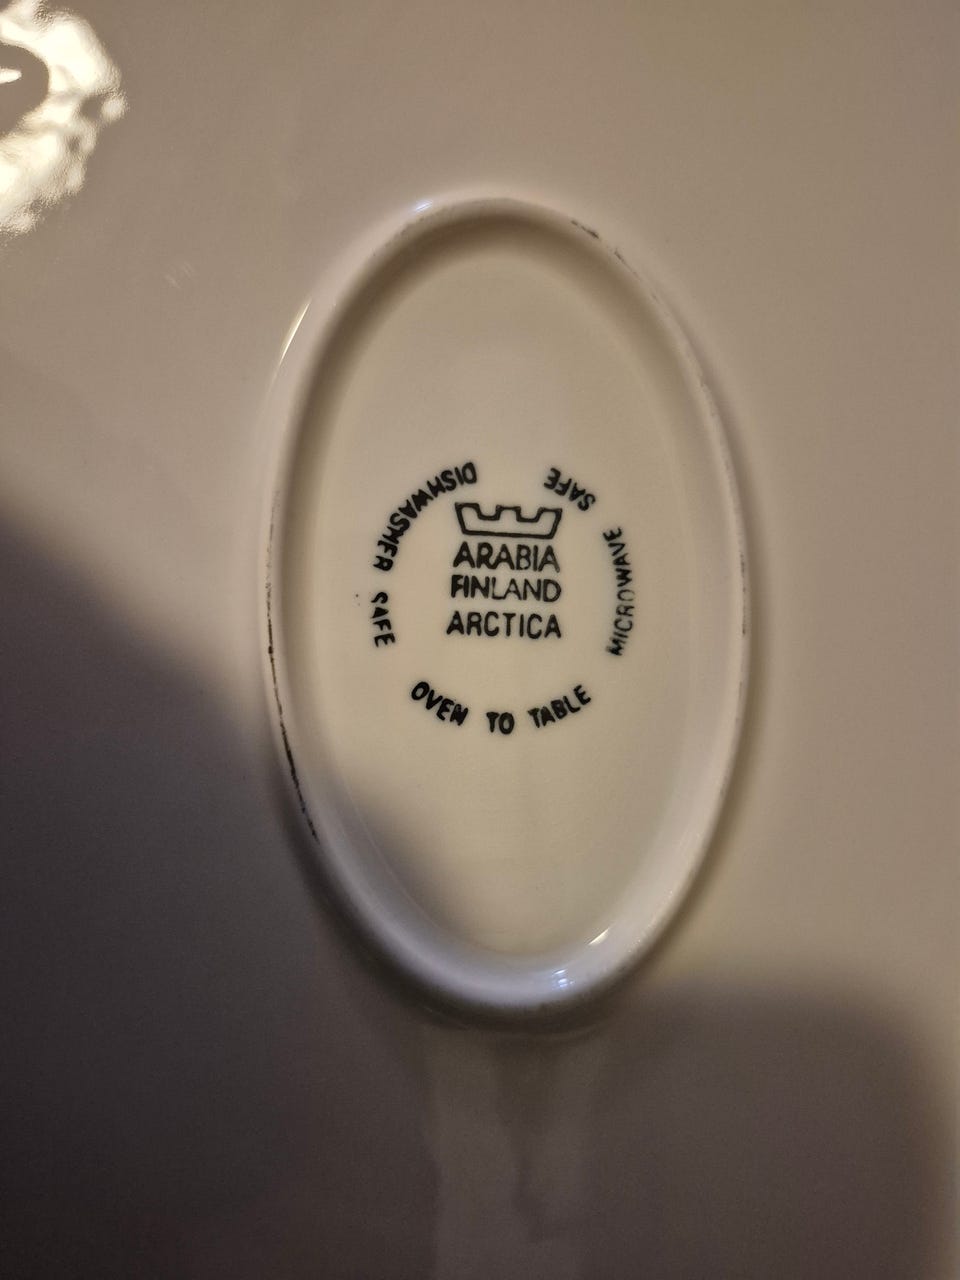 ARABIA
FINLAND
ARCTICA
DISHWASHER SAFE
OVEN TO TABLE
MICROWAVE SAFE